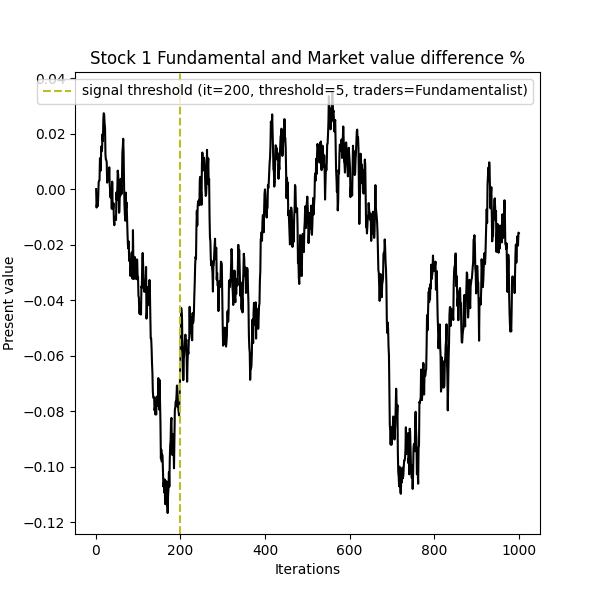 Stock 1 Fundamental and Market value difference %
signal threshold (it=200, threshold=5, traders=Fundamentalist)
0.04
0.02
0.00
−0.02
−0.04
−0.06
−0.08
−0.10
−0.12
Present value
0 200 400 600 800 1000
Iterations